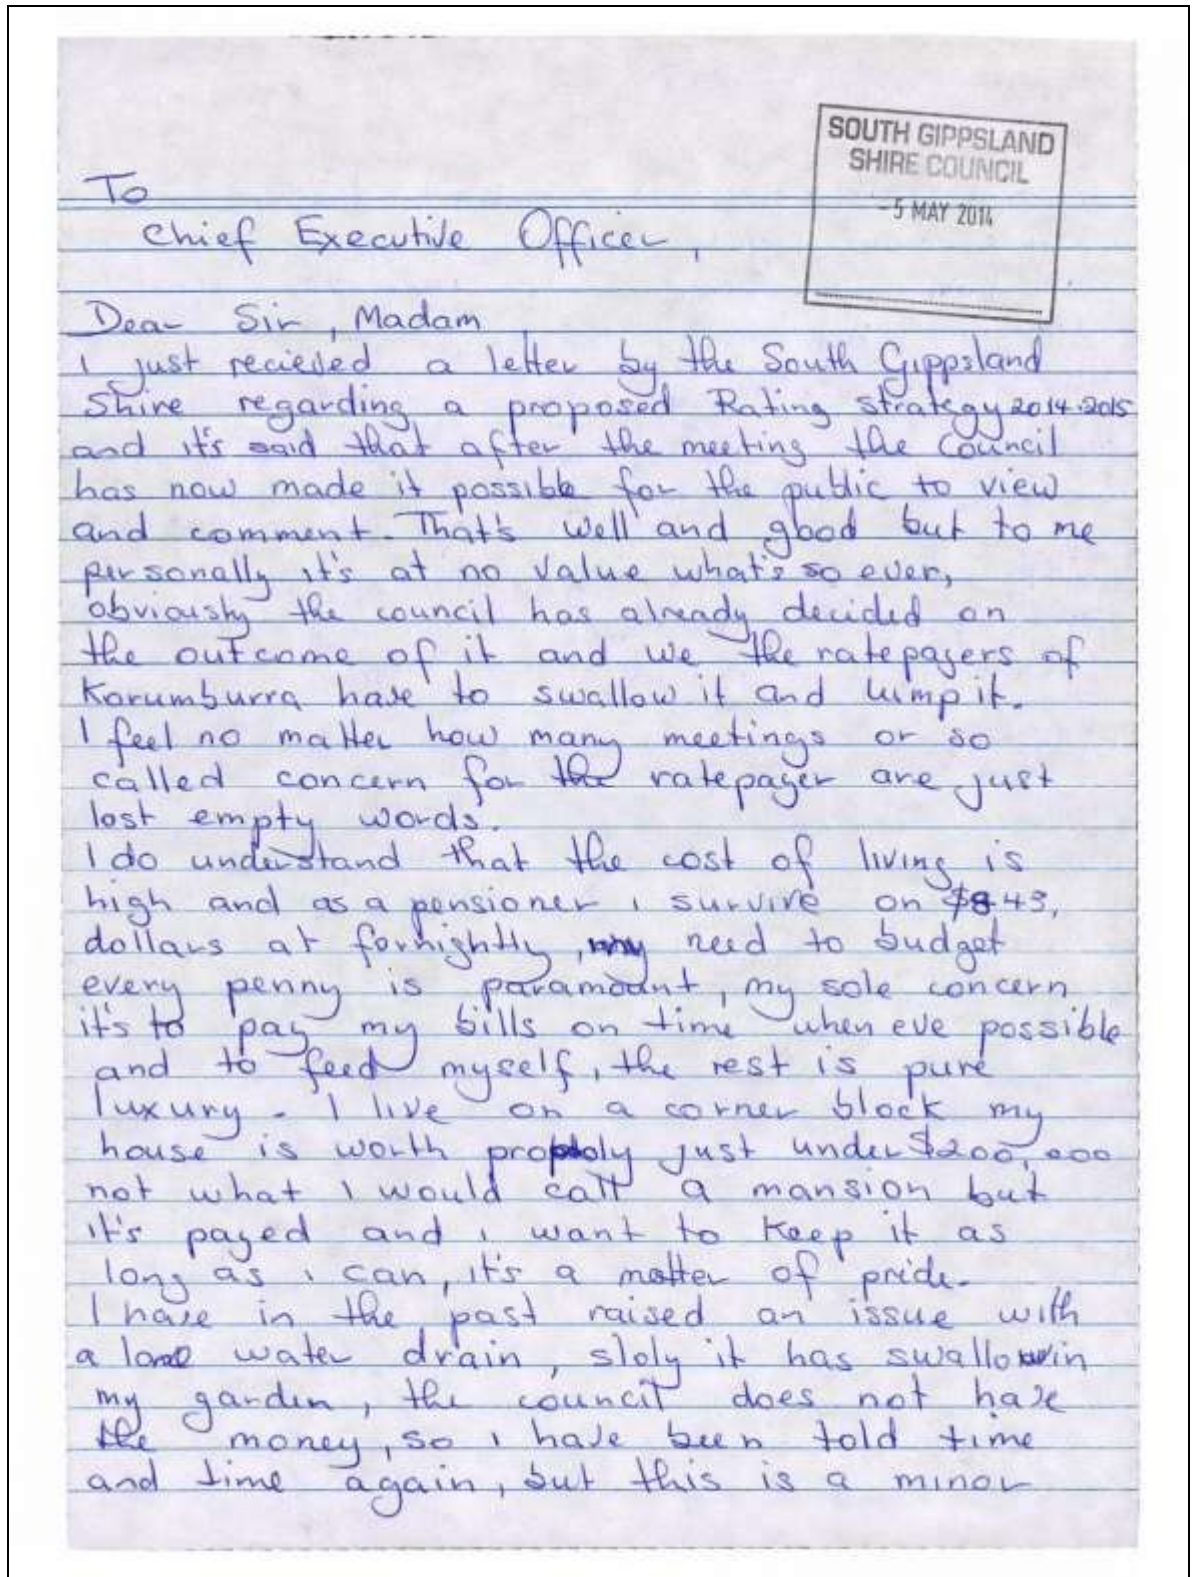 SOUTH GIPPSLAND
SHIRE COUNCIL
-5 MAY 2014
To
Chief Executive Officer,
Dear Sir, Madam,
I just recieved a letter by the South Gippsland
Shire regarding a proposed Rating strategy 2014.2015
and it's said that after the meeting the Council
has now made it possible for the public to view
and comment. That's well and good but to me
personally it's at no value what's so ever,
obviously the council has already decided on
the outcome of it and we the ratepayers of
Korumburra have to swallow it and lump it.
I feel no matter how many meetings or so
called concern for the ratepayer are just
lost empty words.
I do understand that the cost of living is
high and as a pensioner i survive on $843,
dollars at fornightly, my need to budget
every penny is paramount, my sole concern
it's to pay my bills on time when eve possible
and to feed myself, the rest is pure
luxury. I live on a corner block my
house is worth just under $200,000
not what I would call a mansion but
it's payed and i want to keep it as
long as i can, it's a matter of pride.
I have in the past raised an issue with
a water drain, sloly it has swallowin
my garden, the council does not have
the money, so i have been told time
and time again, but this is a minor